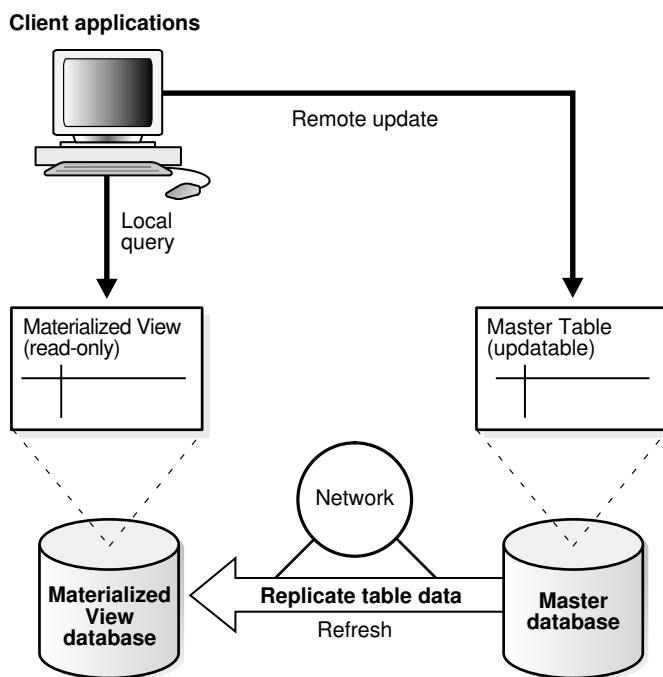 Client applications
Remote update
Local
query
Materialized View
(read-only)
Master Table
(updatable)
Network
Materialized
View
database
Replicate table data
Refresh
Master
database